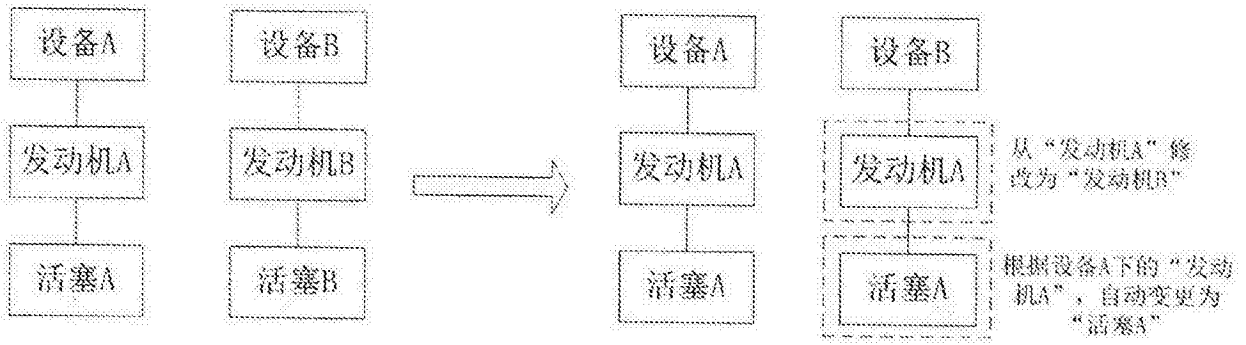 设备A
设备B
设备A
设备B
发动机A
发动机B
发动机A
发动机A
从“发动机A”修
改为“发动机B”
活塞A
活塞B
活塞A
活塞A
根据设备A下的“发动
机A”，自动变更为
“活塞A”